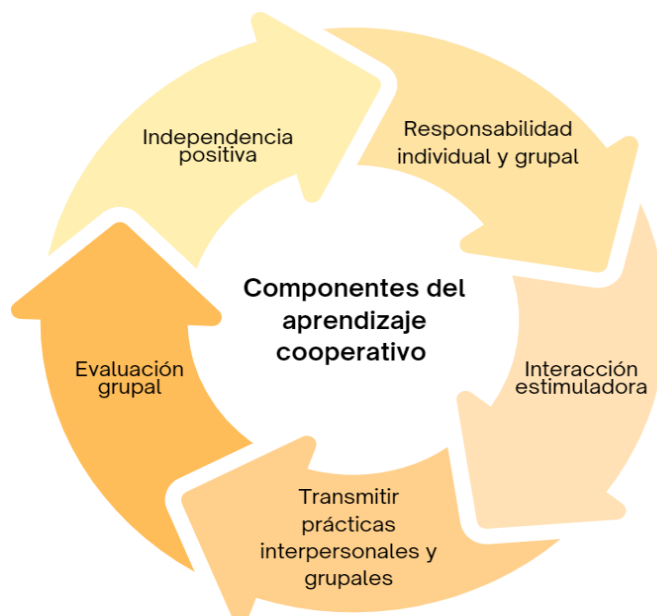 Independencia
positiva
Responsabilidad
individual y grupal
Componentes del
aprendizaje
cooperativo
Interacción
estimuladora
Transmitir
prácticas
interpersonales y
grupales
Evaluación
grupal